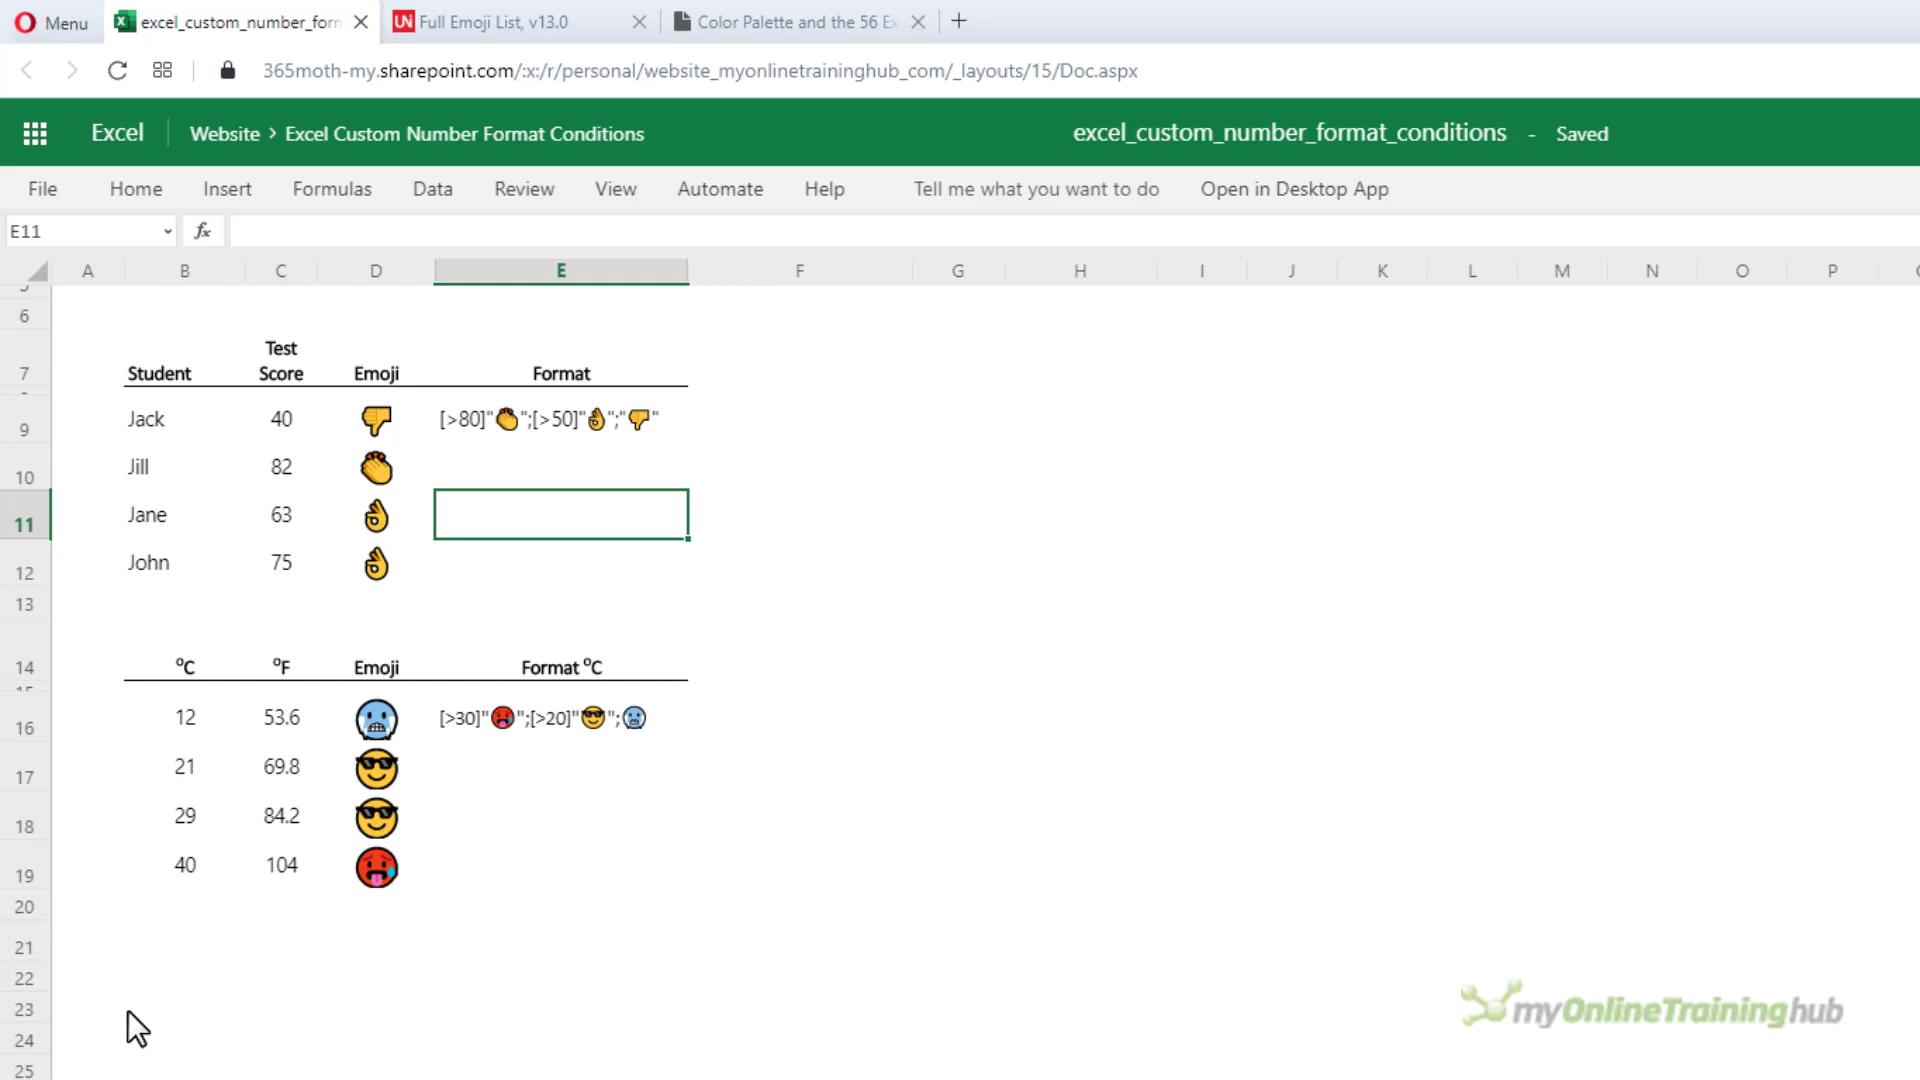 Menu
excel_custom_number_form
Full Emoji List, v13.0
Color Palette and the 56 Ex
365moth-my.sharepoint.com/:x:/r/personal/website_myonlinetraininghub_com/_layouts/15/Doc.aspx
Excel
Website > Excel Custom Number Format Conditions
excel_custom_number_format_conditions - Saved
File Home Insert Formulas Data Review View Automate Help Tell me what you want to do Open in Desktop App
E11 fx
A B C D E F G H I J K L M N O P
6
Test
7 Student Score Emoji Format
9 Jack 40 👎 [>80]"👏";[>50]"👌";"👎"
10 Jill 82 👏
11 Jane 63 👌
12 John 75 👌
13
14 ⁰C ⁰F Emoji Format ⁰C
16 12 53.6 🥶 [>30]"🥵";[>20]"😎";🥶
17 21 69.8 😎
18 29 84.2 😎
19 40 104 🥵
20
21
22
23
24
25
myOnlineTraininghub